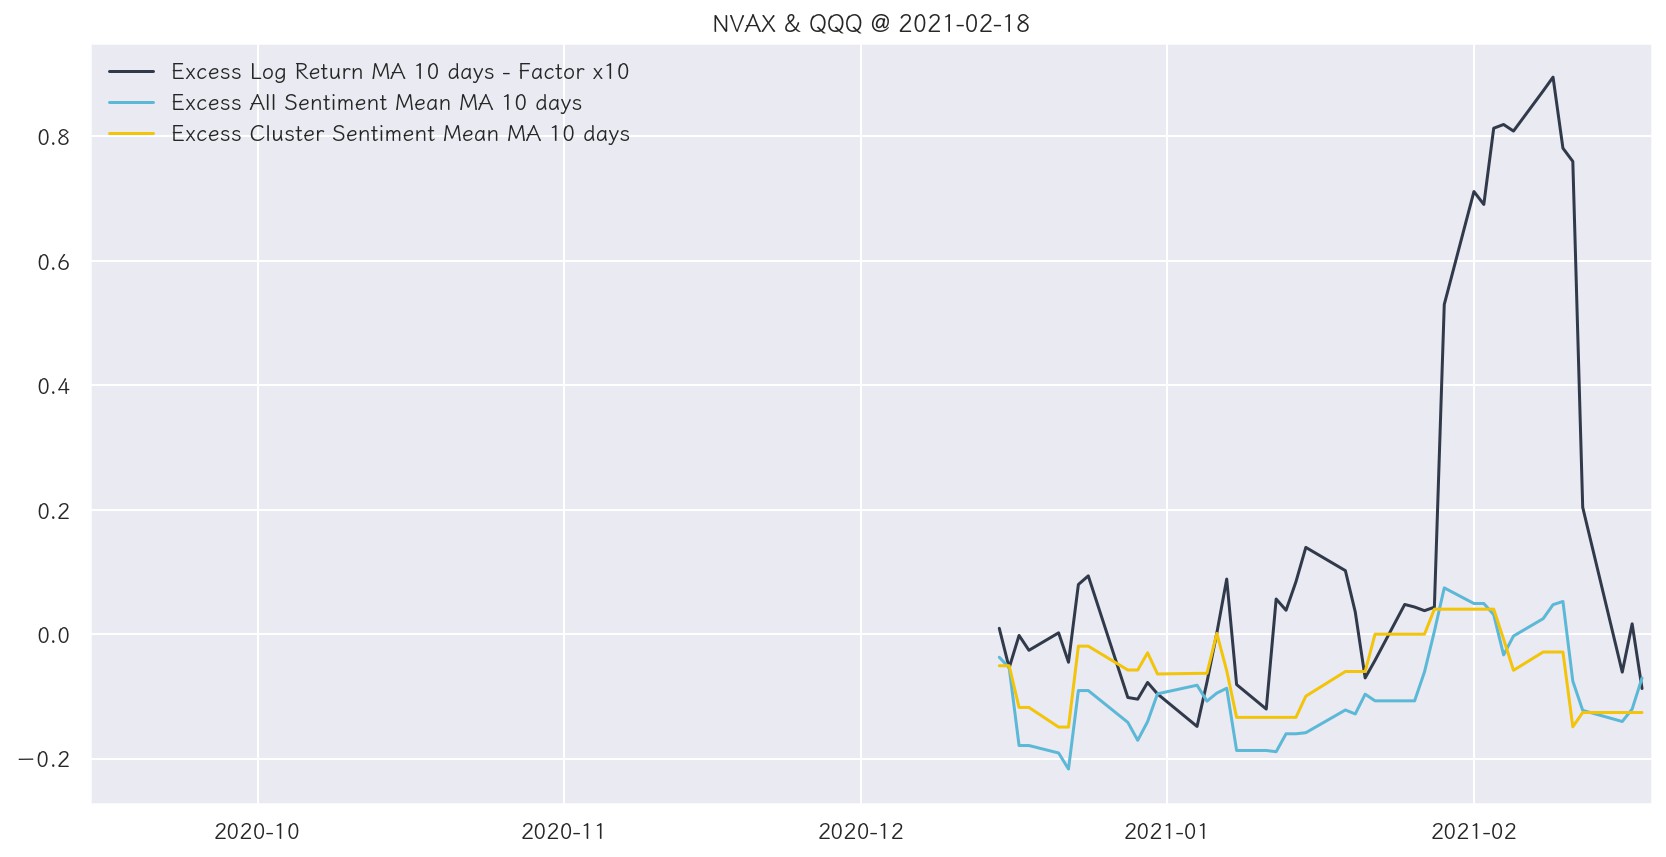 NVAX & QQQ @ 2021-02-18
Excess Log Return MA 10 days - Factor x10
Excess All Sentiment Mean MA 10 days
Excess Cluster Sentiment Mean MA 10 days
0.8
0.6
0.4
0.2
0.0
−0.2
2020-10 2020-11 2020-12 2021-01 2021-02